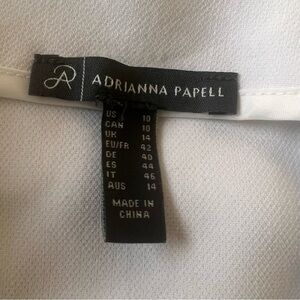 AP
ADRIANNA PAPELL
US 10
CAN 10
UK 14
EU/FR 42
DE 40
ES 44
IT 46
AUS 14
MADE IN
CHINA